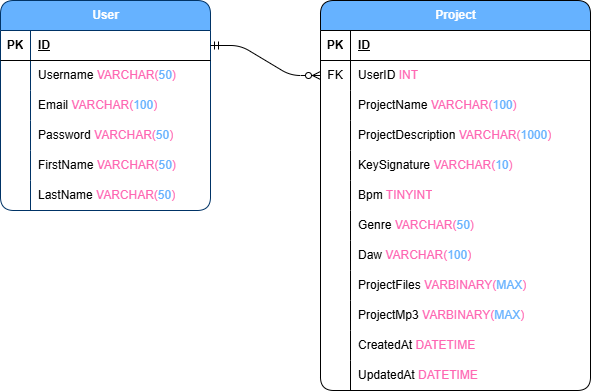 User
PK ID
Username VARCHAR(50)
Email VARCHAR(100)
Password VARCHAR(50)
FirstName VARCHAR(50)
LastName VARCHAR(50)
Project
PK ID
FK UserID INT
ProjectName VARCHAR(100)
ProjectDescription VARCHAR(1000)
KeySignature VARCHAR(10)
Bpm TINYINT
Genre VARCHAR(50)
Daw VARCHAR(100)
ProjectFiles VARBINARY(MAX)
ProjectMp3 VARBINARY(MAX)
CreatedAt DATETIME
UpdatedAt DATETIME